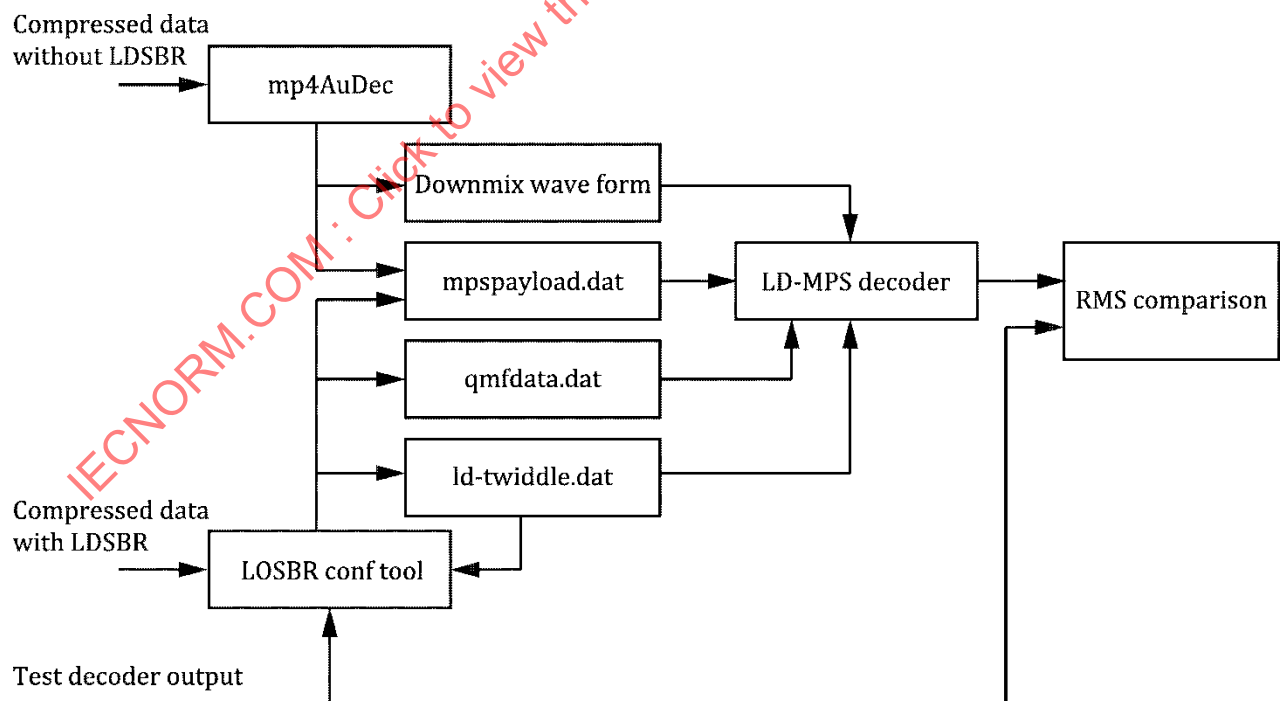 Compressed data
without LDSBR
mp4AuDec
Downmix wave form
mpspayload.dat
LD-MPS decoder
RMS comparison
qmfdata.dat
ld-twiddle.dat
Compressed data
with LDSBR
LOSBR conf tool
Test decoder output
IECNORM.COM : Click to view th